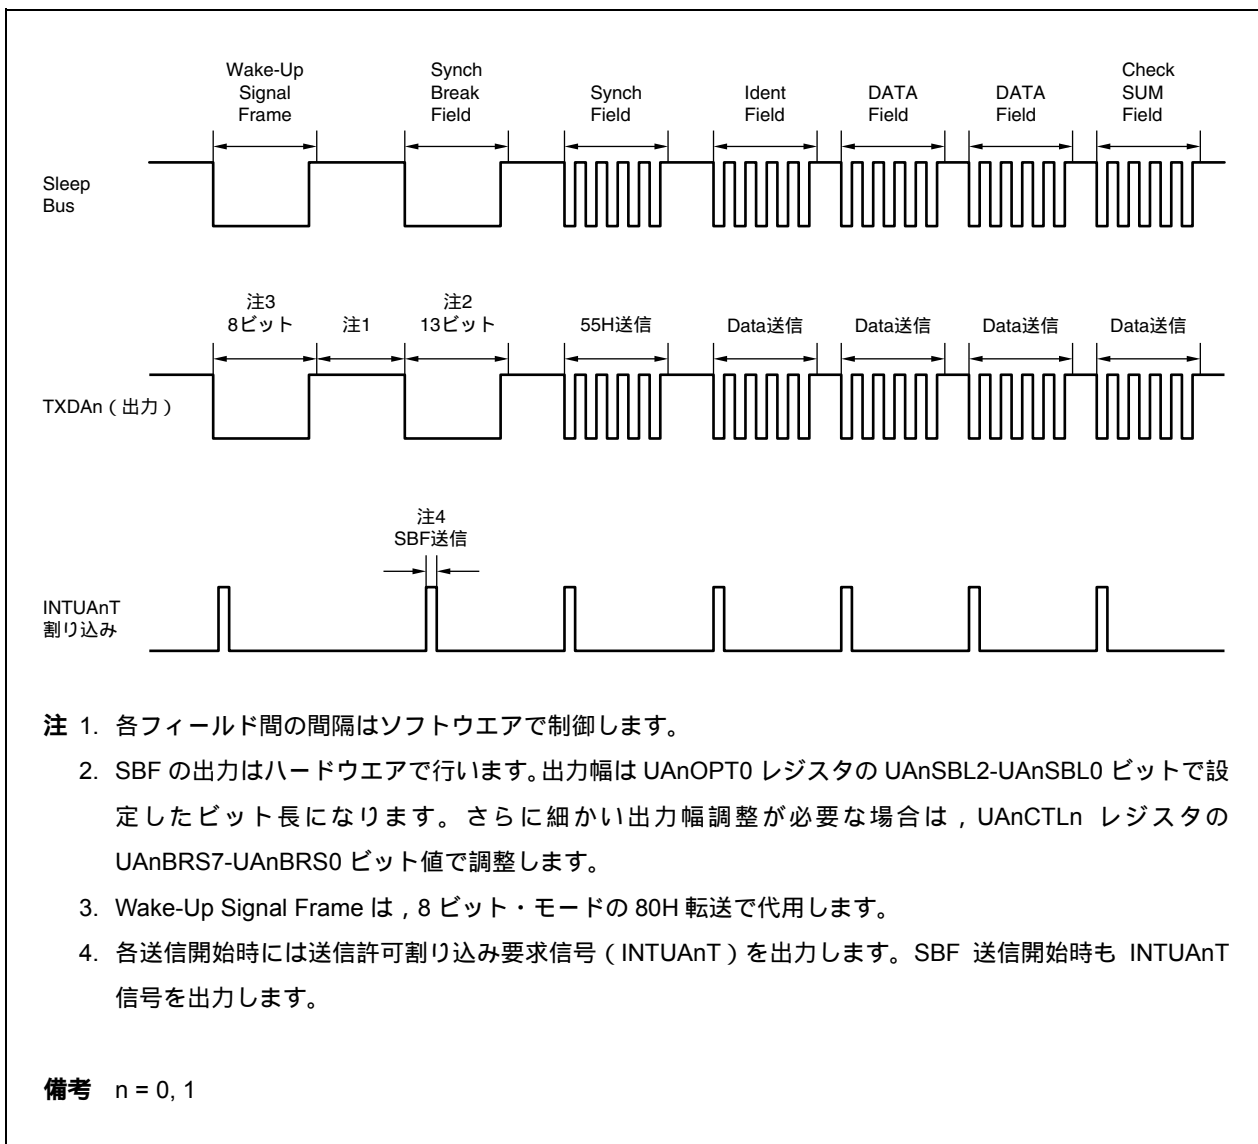 Wake-Up
Signal
Frame
Synch
Break
Field
Synch
Field
Ident
Field
DATA
Field
DATA
Field
Check
SUM
Field
Sleep
Bus
注3
8ビット
注1
注2
13ビット
55H送信
Data送信
Data送信
Data送信
Data送信
TXDAn（出力）
注4
SBF送信
INTUAnT
割り込み
注 1. 各フィールド間の間隔はソフトウエアで制御します。
2. SBF の出力はハードウエアで行います。出力幅は UAnOPT0 レジスタの UAnSBL2-UAnSBL0 ビットで設
定したビット長になります。さらに細かい出力幅調整が必要な場合は，UAnCTLn レジスタの
UAnBRS7-UAnBRS0 ビット値で調整します。
3. Wake-Up Signal Frame は，8 ビット・モードの 80H 転送で代用します。
4. 各送信開始時には送信許可割り込み要求信号（INTUAnT）を出力します。SBF 送信開始時も INTUAnT
信号を出力します。
備考 n = 0, 1